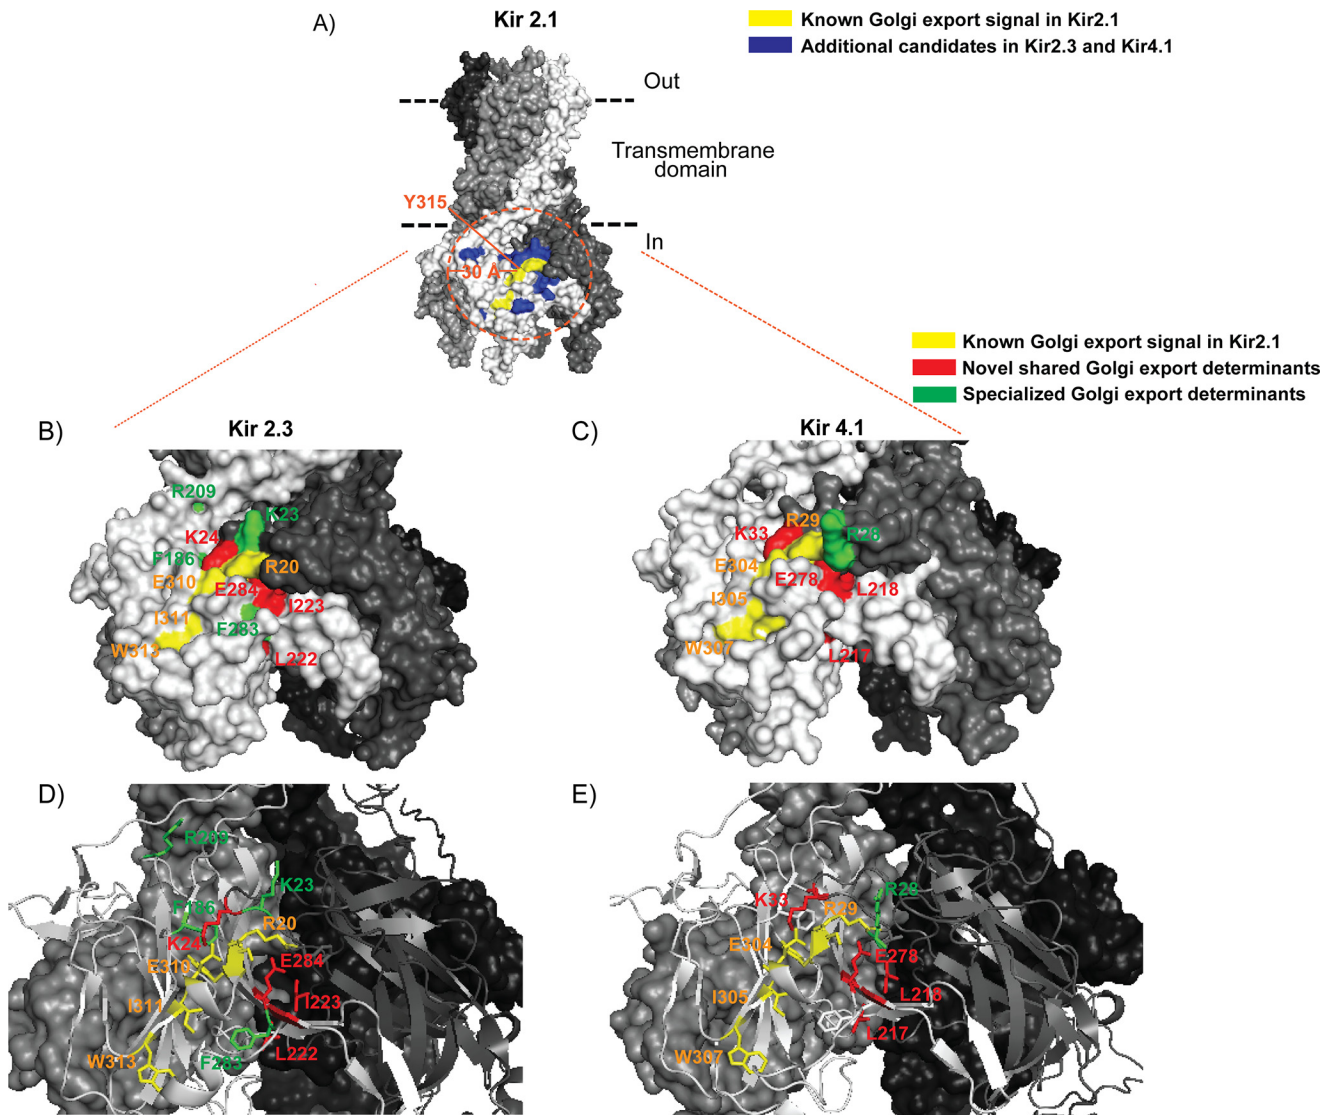 A)
Kir 2.1
Known Golgi export signal in Kir2.1
Additional candidates in Kir2.3 and Kir4.1
Out
Transmembrane
domain
Y315
In
30 Å
Known Golgi export signal in Kir2.1
Novel shared Golgi export determinants
Specialized Golgi export determinants
B)
Kir 2.3
R209
K23
K24
F186
R20
E310
E284
I223
I311
F283
W313
L222
C)
Kir 4.1
R29
K33
R28
E304
E278
L218
I305
W307
L217
D)
R209
K23
F186
R20
K24
E284
E310
I311
I223
L222
W313
F283
E)
R28
K33
R29
E304
E278
I305
L218
L217
W307